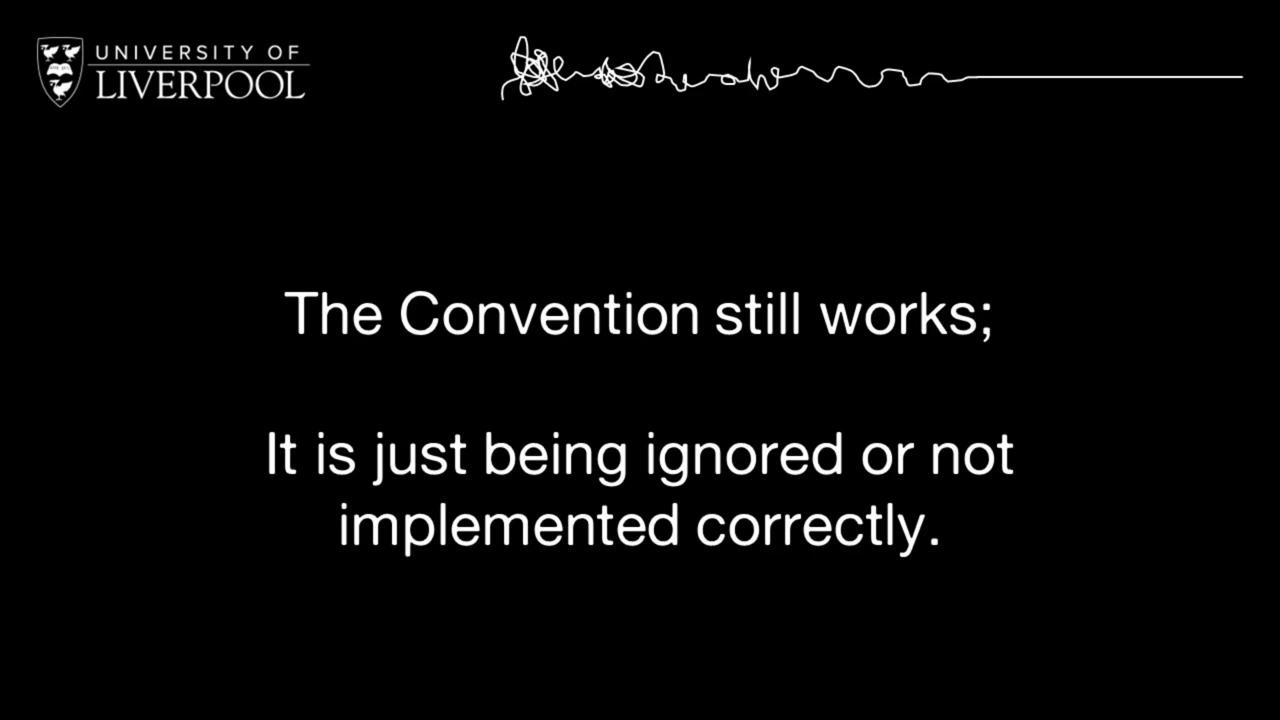 UNIVERSITY OF
LIVERPOOL
The Convention still works;
It is just being ignored or not
implemented correctly.